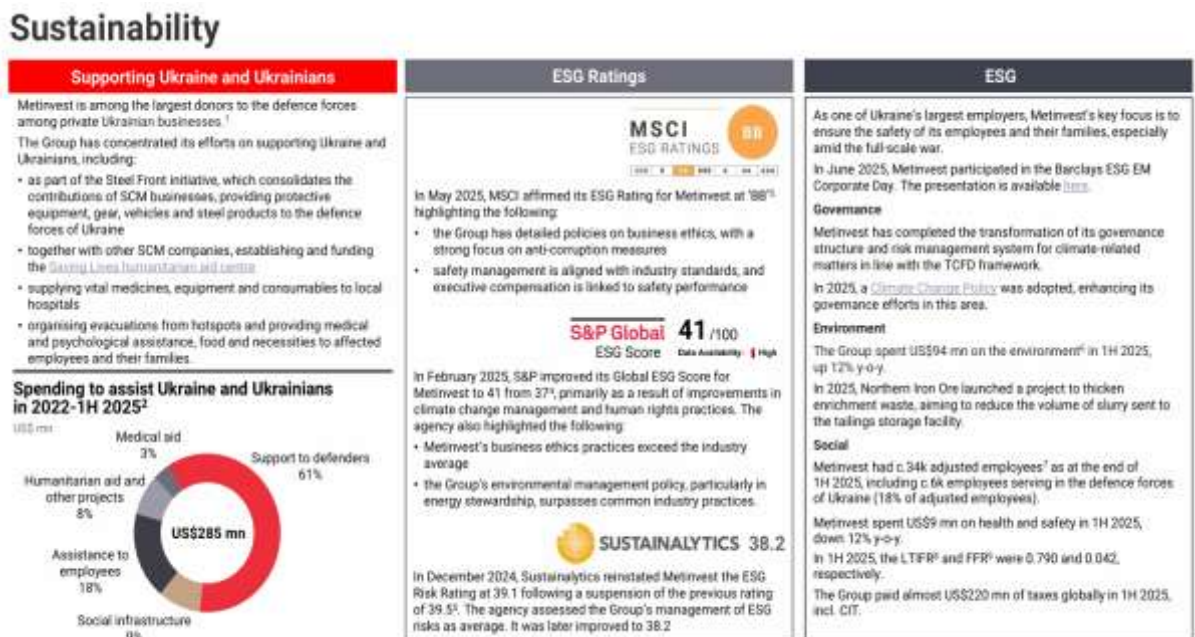 Sustainability
Supporting Ukraine and Ukrainians
Metinvest is among the largest donors to the defence forces
among private Ukrainian businesses.1
The Group has concentrated its efforts on supporting Ukraine and
Ukrainians, including:
• as part of the Steel Front initiative, which consolidates the
contributions of SCM businesses, providing protective
equipment, gear, vehicles and steel products to the defence
forces of Ukraine
• together with other SCM companies, establishing and funding
the Saving Lives humanitarian aid centre
• supplying vital medicines, equipment and consumables to local
hospitals
• organising evacuations from hotspots and providing medical
and psychological assistance, food and necessities to affected
employees and their families.
Spending to assist Ukraine and Ukrainians
in 2022-1H 2025²
US$ mn
Medical aid
3%
Support to defenders
61%
Humanitarian aid and
other projects
8%
US$285 mn
Assistance to
employees
18%
Social infrastructure
9%
ESG Ratings
MSCI
ESG RATINGS
BB
In May 2025, MSCI affirmed its ESG Rating for Metinvest at 'BB'³
highlighting the following:
• the Group has detailed policies on business ethics, with a
strong focus on anti-corruption measures
• safety management is aligned with industry standards, and
executive compensation is linked to safety performance
S&P Global 41 /100
ESG Score Data Availability: High
In February 2025, S&P improved its Global ESG Score for
Metinvest to 41 from 37⁴, primarily as a result of improvements in
climate change management and human rights practices. The
agency also highlighted the following:
• Metinvest's business ethics practices exceed the industry
average
• the Group's environmental management policy, particularly in
energy stewardship, surpasses common industry practices.
SUSTAINALYTICS 38.2
In December 2024, Sustainalytics reinstated Metinvest the ESG
Risk Rating at 39.1 following a suspension of the previous rating
of 39.5⁵. The agency assessed the Group's management of ESG
risks as average. It was later improved to 38.2
ESG
As one of Ukraine's largest employers, Metinvest's key focus is to
ensure the safety of its employees and their families, especially
amid the full-scale war.
In June 2025, Metinvest participated in the Barclays ESG EM
Corporate Day. The presentation is available here.
Governance
Metinvest has completed the transformation of its governance
structure and risk management system for climate-related
matters in line with the TCFD framework.
In 2025, a Climate Change Policy was adopted, enhancing its
governance efforts in this area.
Environment
The Group spent US$94 mn on the environment⁶ in 1H 2025,
up 12% y-o-y.
In 2025, Northern Iron Ore launched a project to thicken
enrichment waste, aiming to reduce the volume of slurry sent to
the tailings storage facility.
Social
Metinvest had c.34k adjusted employees⁷ as at the end of
1H 2025, including c.6k employees serving in the defence forces
of Ukraine (18% of adjusted employees).
Metinvest spent US$9 mn on health and safety in 1H 2025,
down 12% y-o-y.
In 1H 2025, the LTIFR⁸ and FFR⁹ were 0.790 and 0.042,
respectively.
The Group paid almost US$220 mn of taxes globally in 1H 2025,
incl. CIT.